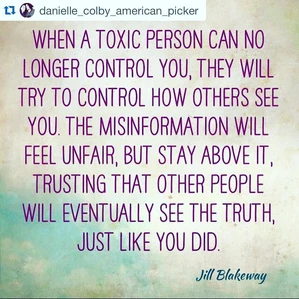 danielle_colby_american_picker
WHEN A TOXIC PERSON CAN NO
LONGER CONTROL YOU, THEY WILL
TRY TO CONTROL HOW OTHERS SEE
YOU. THE MISINFORMATION WILL
FEEL UNFAIR, BUT STAY ABOVE IT,
TRUSTING THAT OTHER PEOPLE
WILL EVENTUALLY SEE THE TRUTH,
JUST LIKE YOU DID.
Jill Blakeway